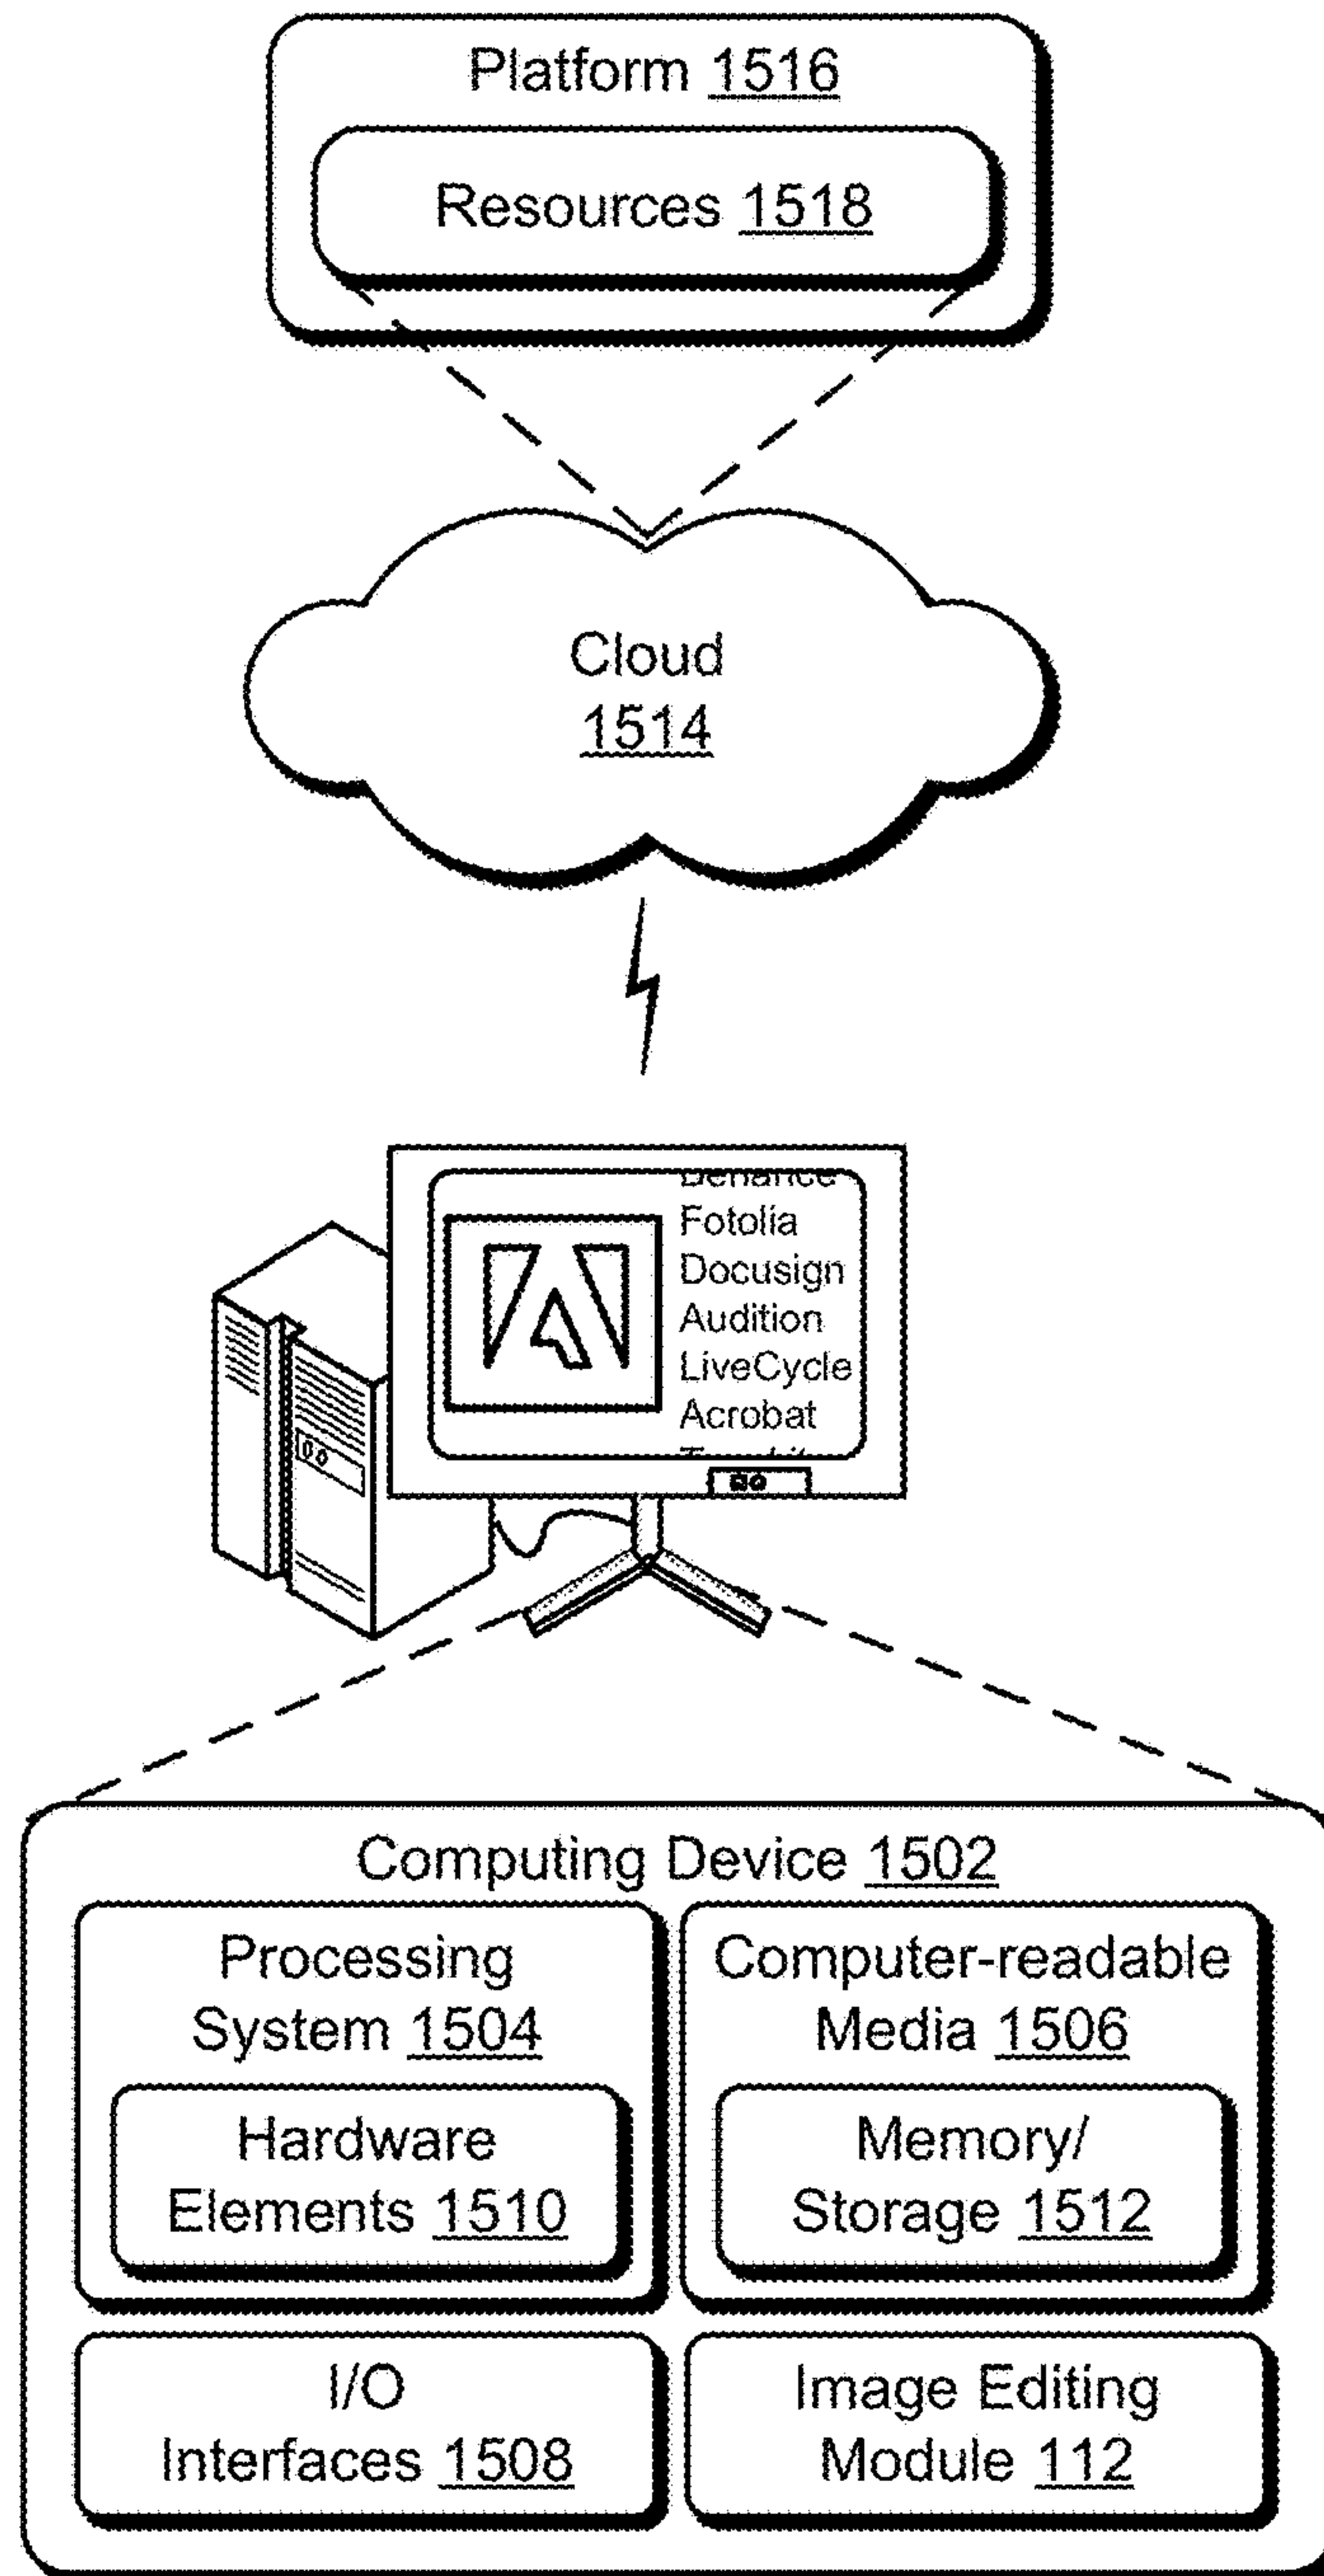 Platform 1516
Resources 1518
Cloud
1514
Fotolia
Docusign
Audition
LiveCycle
Acrobat
Computing Device 1502
Processing
System 1504
Hardware
Elements 1510
Computer-readable
Media 1506
Memory/
Storage 1512
I/O
Interfaces 1508
Image Editing
Module 112